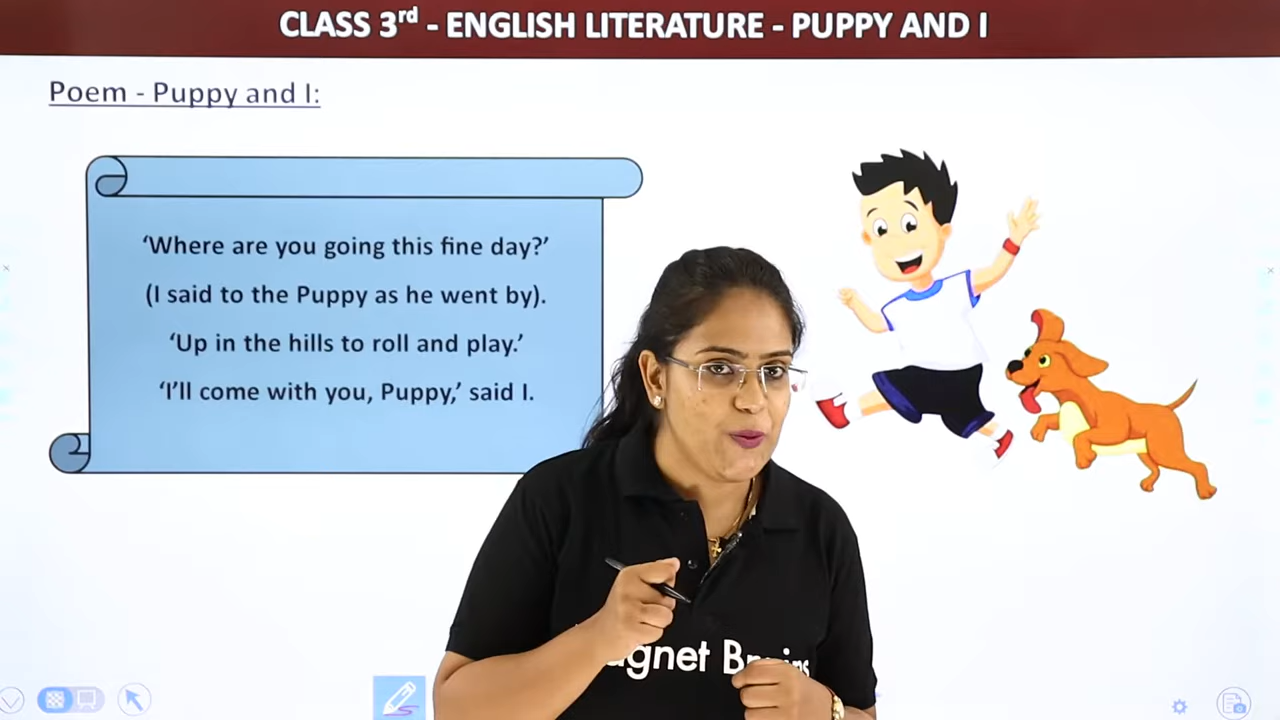 CLASS 3rd - ENGLISH LITERATURE - PUPPY AND I
Poem - Puppy and I:
‘Where are you going this fine day?’
(I said to the Puppy as he went by).
‘Up in the hills to roll and play.’
‘I’ll come with you, Puppy,’ said I.